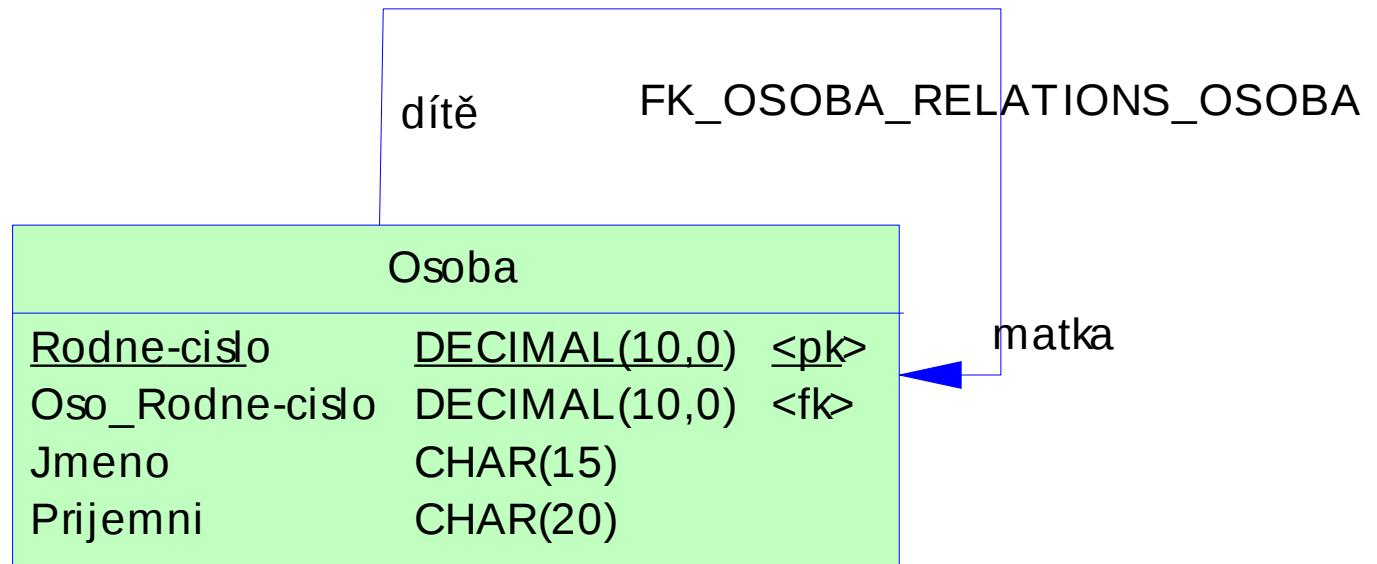 dítě
FK_OSOBA_RELATIONS_OSOBA
Osoba
matka
Rodne-cislo DECIMAL(10,0) <pk>
Oso_Rodne-cislo DECIMAL(10,0) <fk>
Jmeno CHAR(15)
Prijemni CHAR(20)